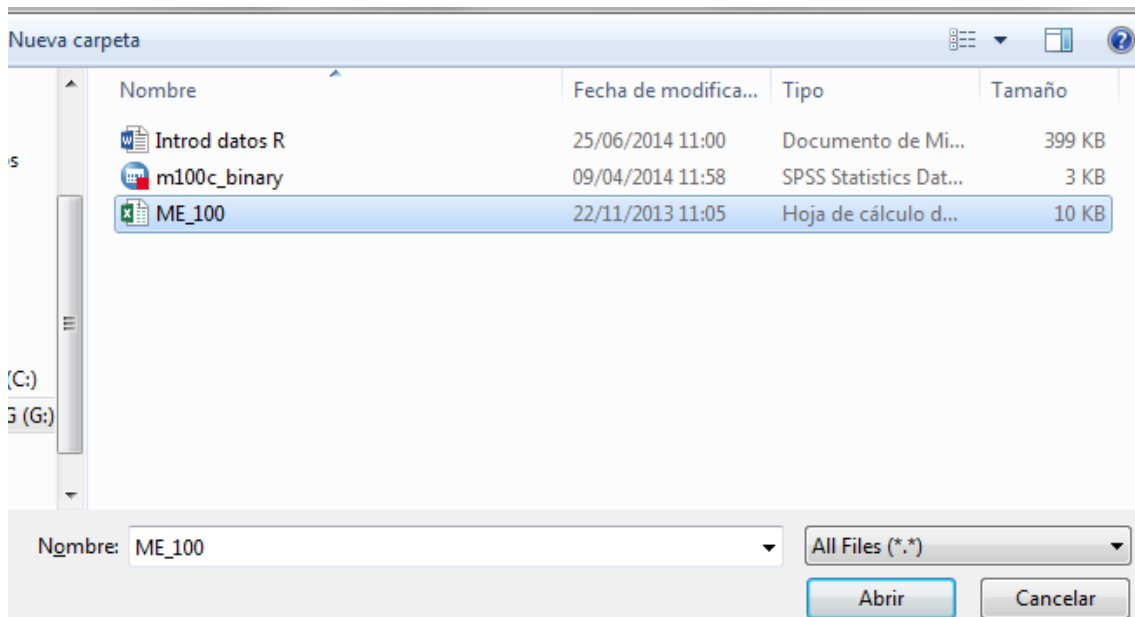 Nueva carpeta
Nombre Fecha de modifica... Tipo Tamaño
Introd datos R 25/06/2014 11:00 Documento de Mi... 399 KB
m100c_binary 09/04/2014 11:58 SPSS Statistics Dat... 3 KB
ME_100 22/11/2013 11:05 Hoja de cálculo d... 10 KB
(C:)
(G:)
Nombre: ME_100 All Files (*.*)
Abrir Cancelar